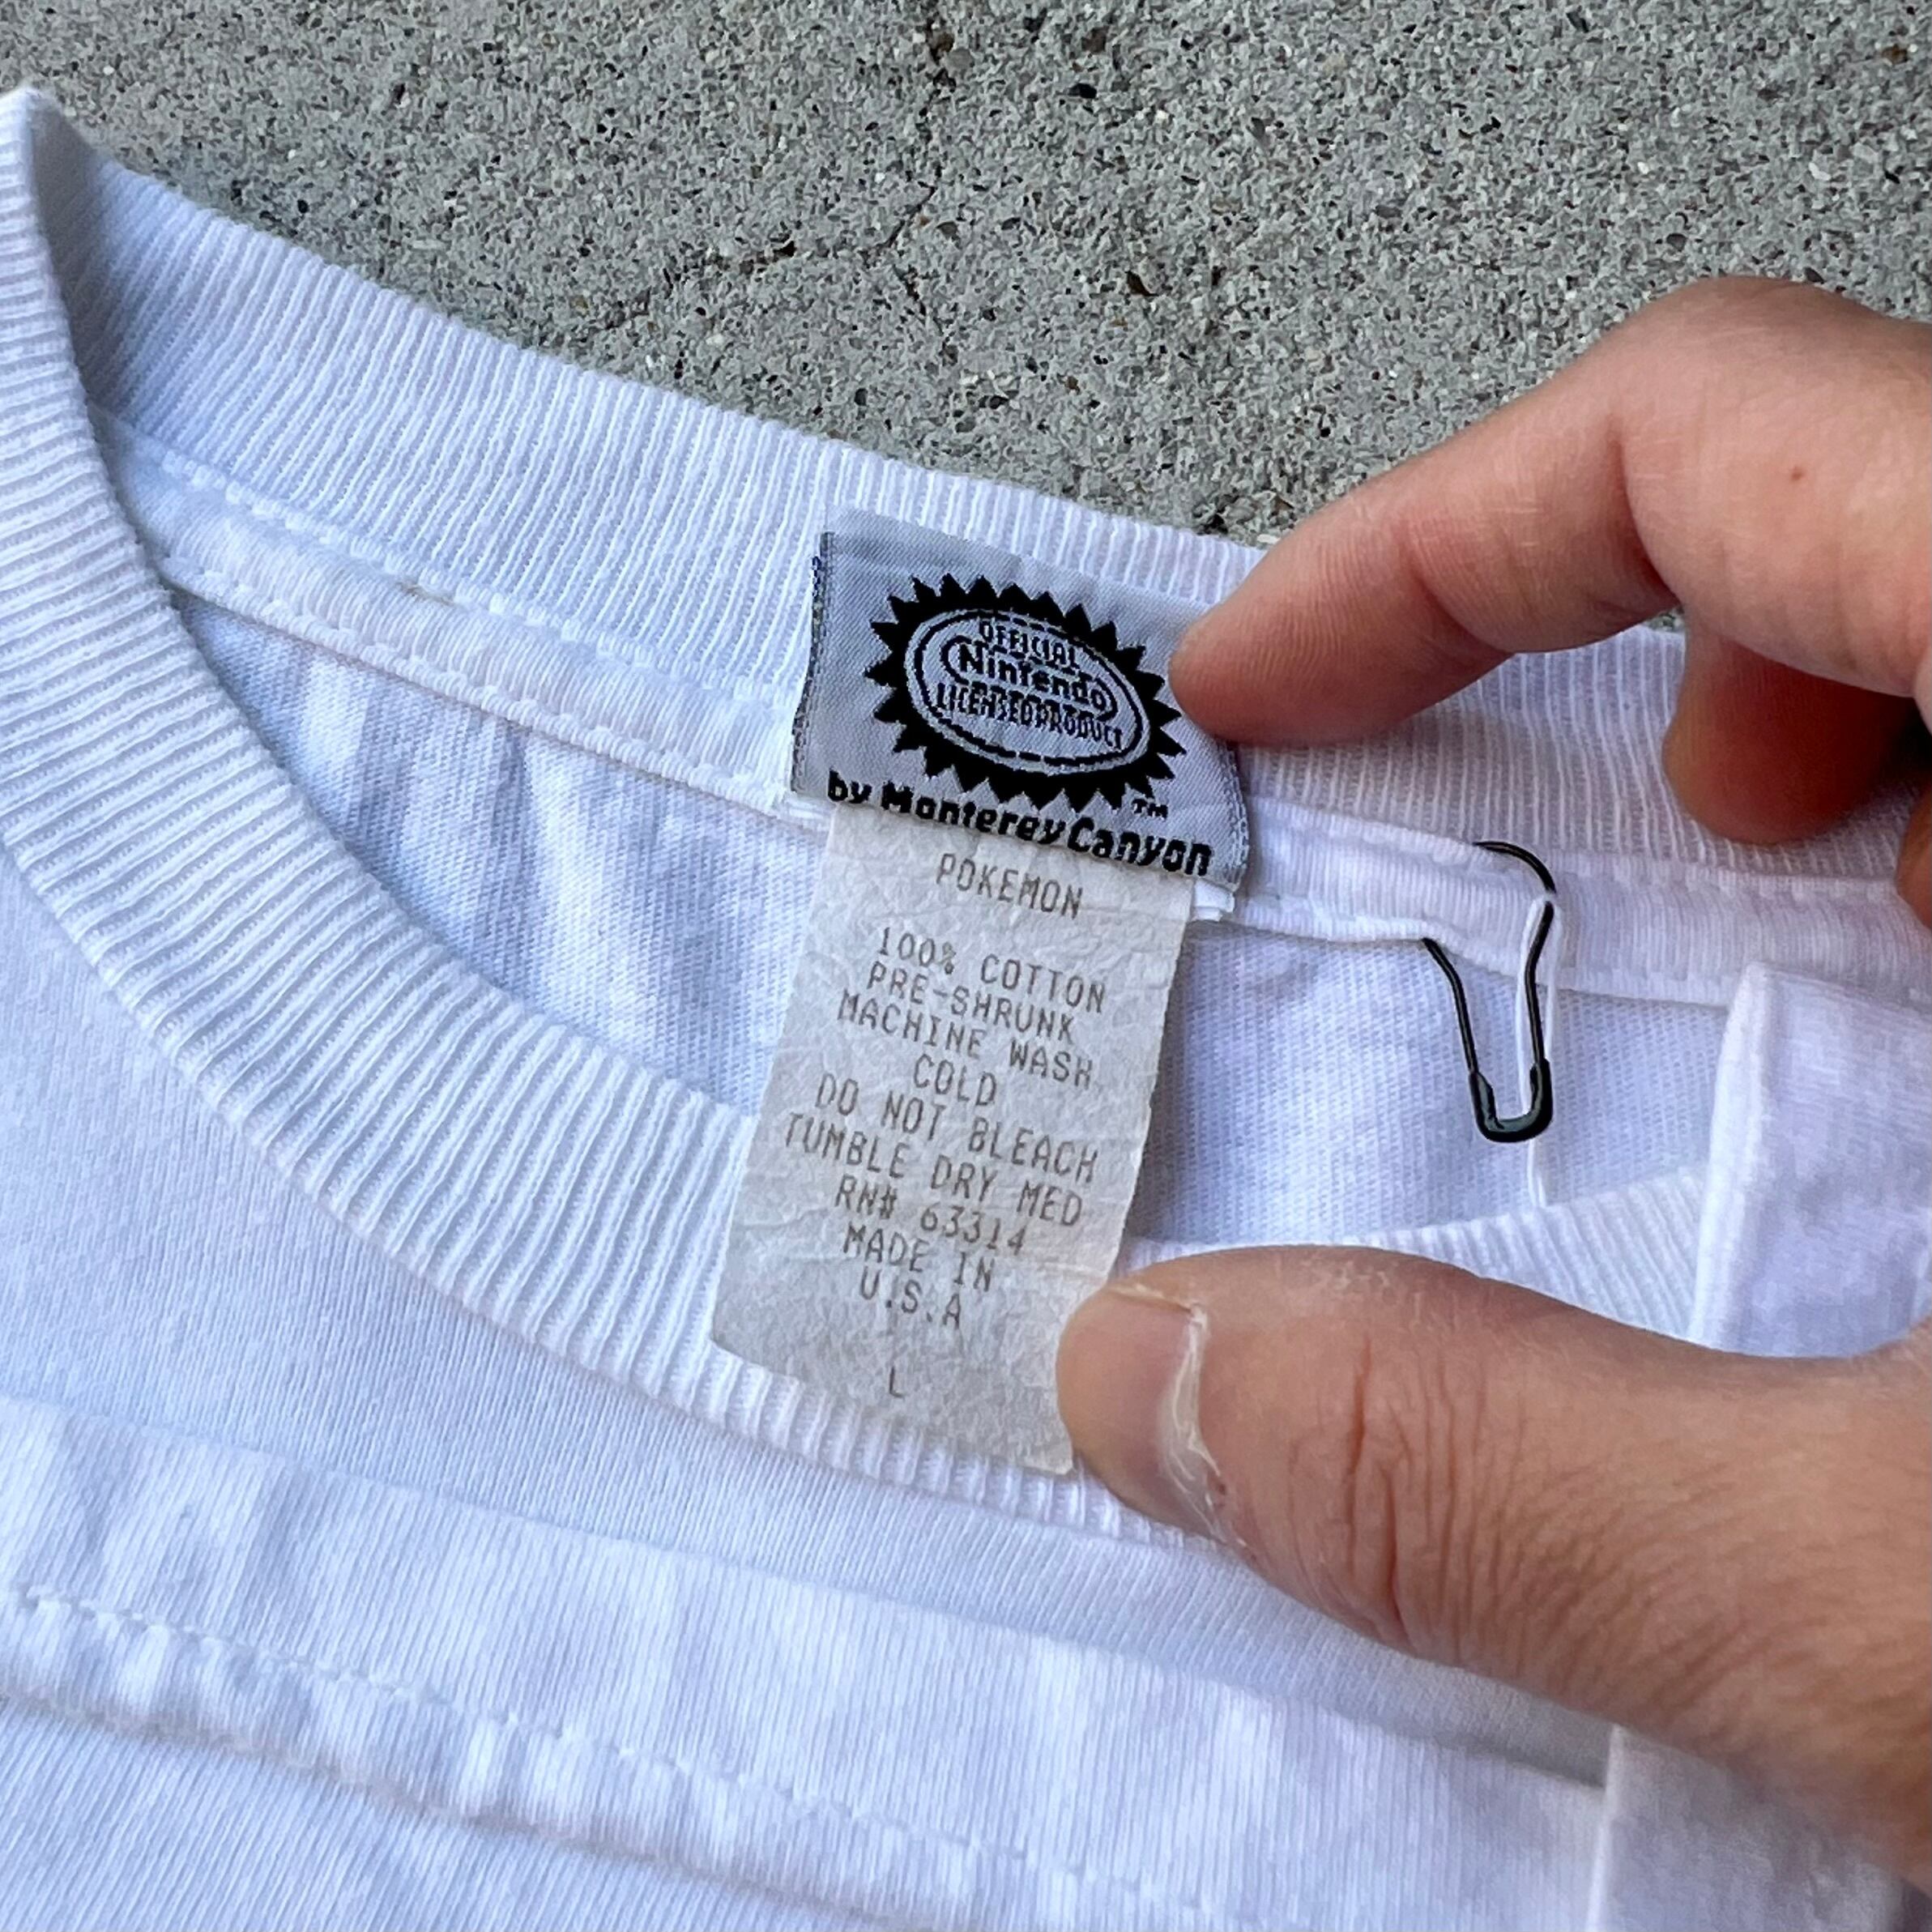 OFFICIAL
Nintendo
LICENSED PRODUCT
TM
by Monterey Canyon
POKEMON
100% COTTON
PRE-SHRUNK
MACHINE WASH
COLD
DO NOT BLEACH
TUMBLE DRY MED
RN# 63314
MADE IN
U.S.A
L